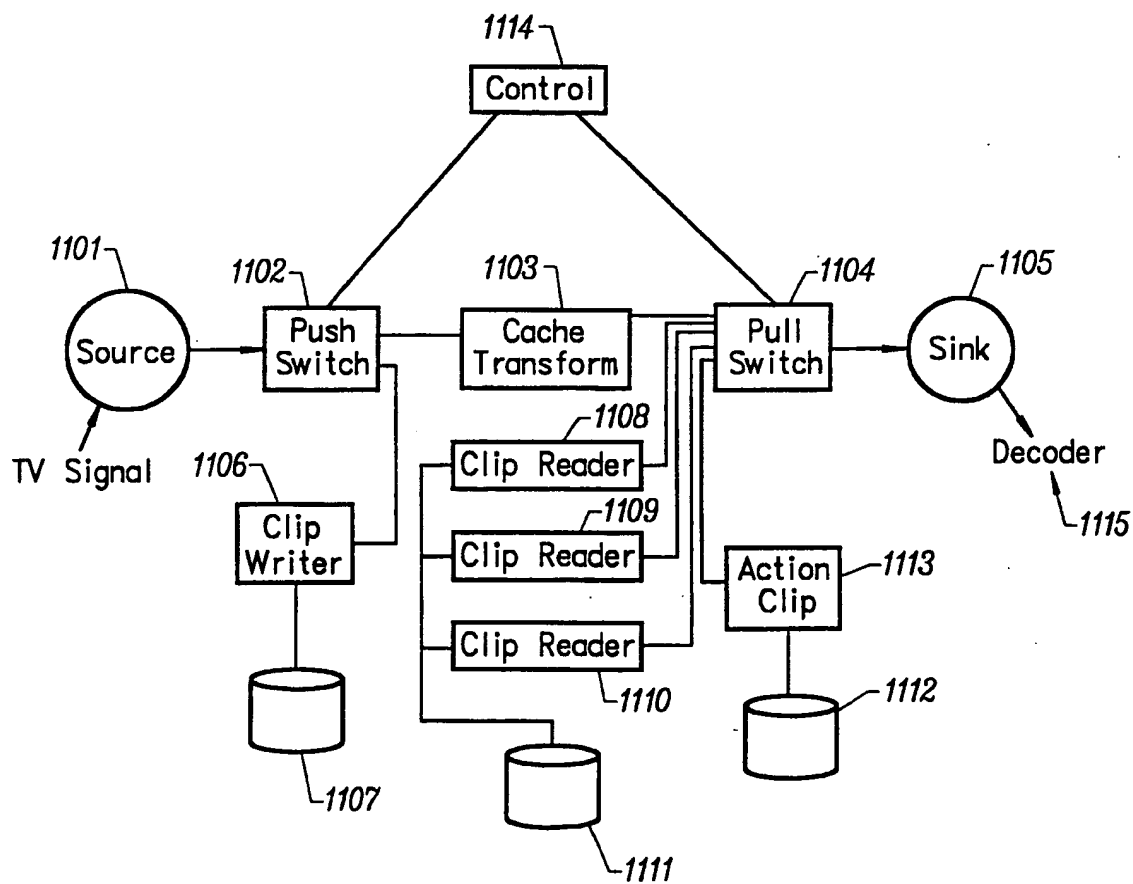 1114
Control
1101
Source
TV Signal
1102
Push
Switch
1103
Cache
Transform
1104
Pull
Switch
1105
Sink
Decoder
1115
1106
Clip
Writer
1107
1108
Clip Reader
1109
Clip Reader
Clip Reader
1110
1111
Action
Clip
1113
1112